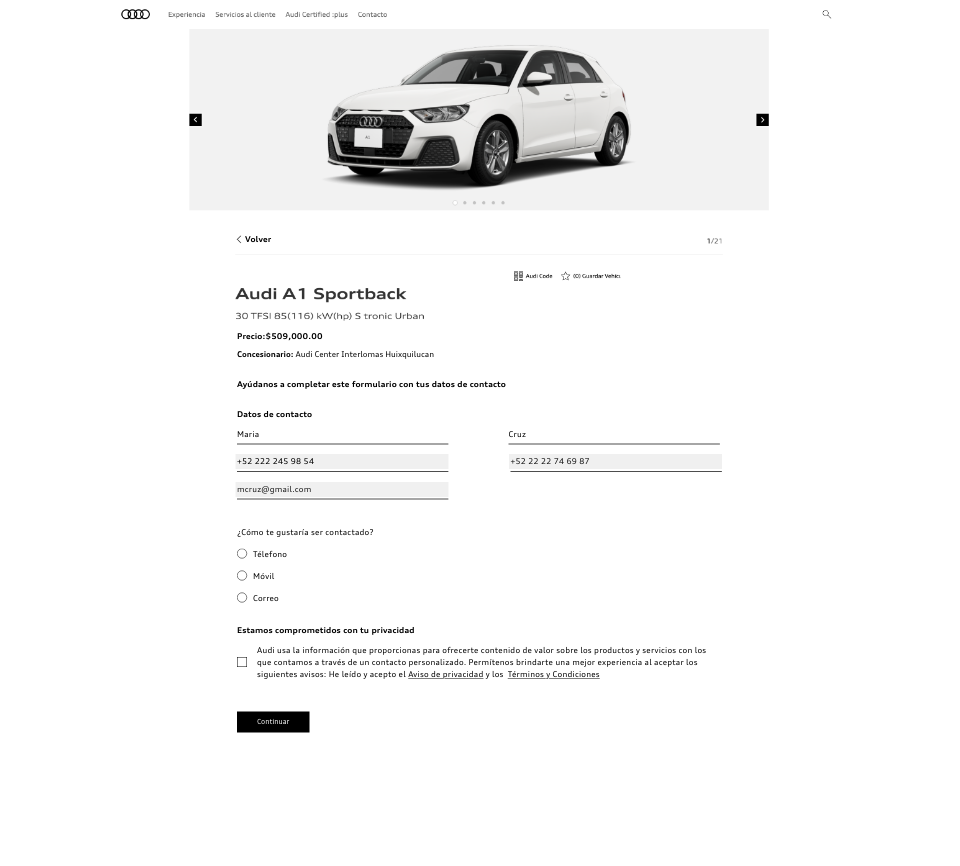 Experiencia Servicios al cliente Audi Certified :plus Contacto
A1
Volver 1/21
Audi Code (0) Guardar Vehíc
Audi A1 Sportback
30 TFSI 85(116) kW(hp) S tronic Urban
Precio:$509,000.00
Concesionario: Audi Center Interlomas Huixquilucan
Ayúdanos a completar este formulario con tus datos de contacto
Datos de contacto
Maria Cruz
+52 222 245 98 54 +52 22 22 74 69 87
mcruz@gmail.com
¿Cómo te gustaría ser contactado?
Télefono
Móvil
Correo
Estamos comprometidos con tu privacidad
Audi usa la información que proporcionas para ofrecerte contenido de valor sobre los productos y servicios con los
que contamos a través de un contacto personalizado. Permítenos brindarte una mejor experiencia al aceptar los
siguientes avisos: He leído y acepto el Aviso de privacidad y los Términos y Condiciones
Continuar